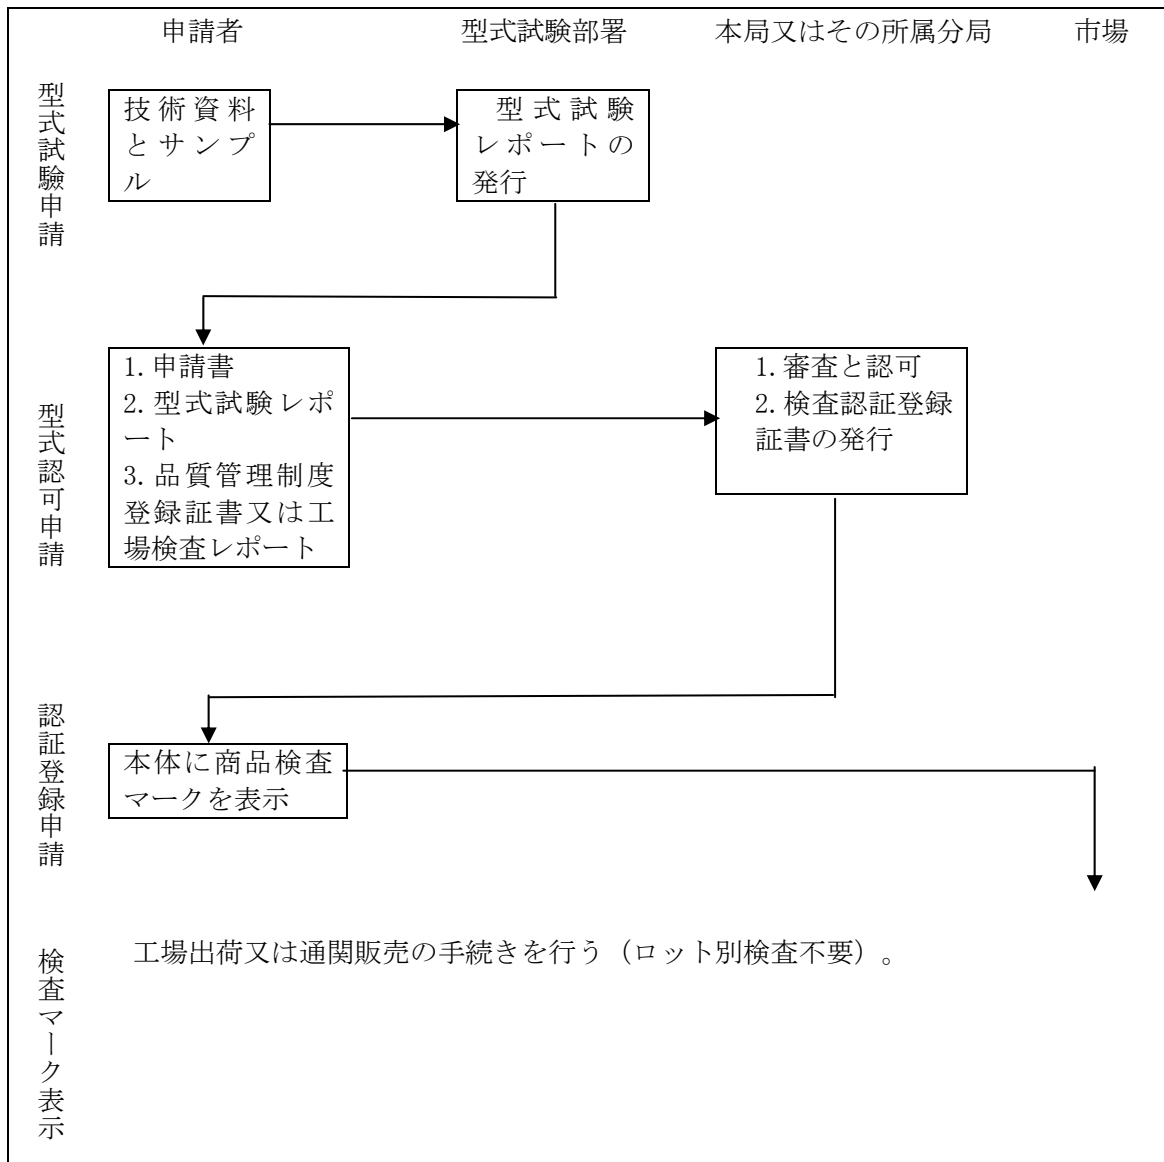 申請者 型式試験部署 本局又はその所属分局 市場
型式試驗申請
技術資料
とサンプ
ル
型式試験
レポートの
発行
型式認可申請
1.申請書
2.型式試験レポ
ート
3.品質管理制度
登録証書又は工
場検査レポート
1.審査と認可
2.検査認証登録
証書の発行
認証登録申請
本体に商品検査
マークを表示
検査マーク表示
工場出荷又は通関販売の手続きを行う（ロット別検査不要）。